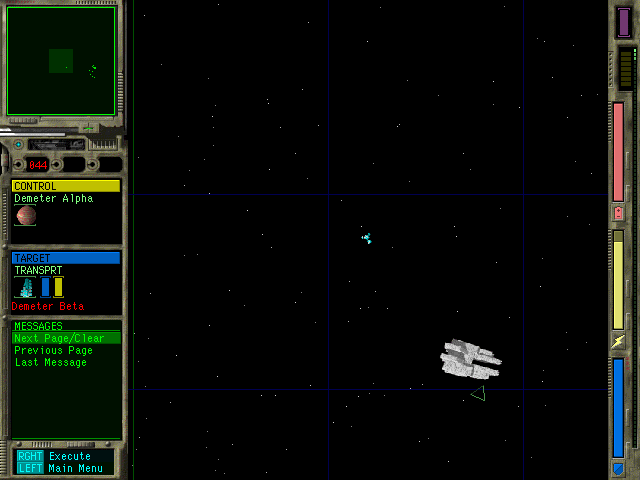 044
CONTROL
Demeter Alpha
TARGET
TRANSPRT
Demeter Beta
MESSAGES
Next Page/Clear
Previous Page
Last Message
RGHT Execute
LEFT Main Menu